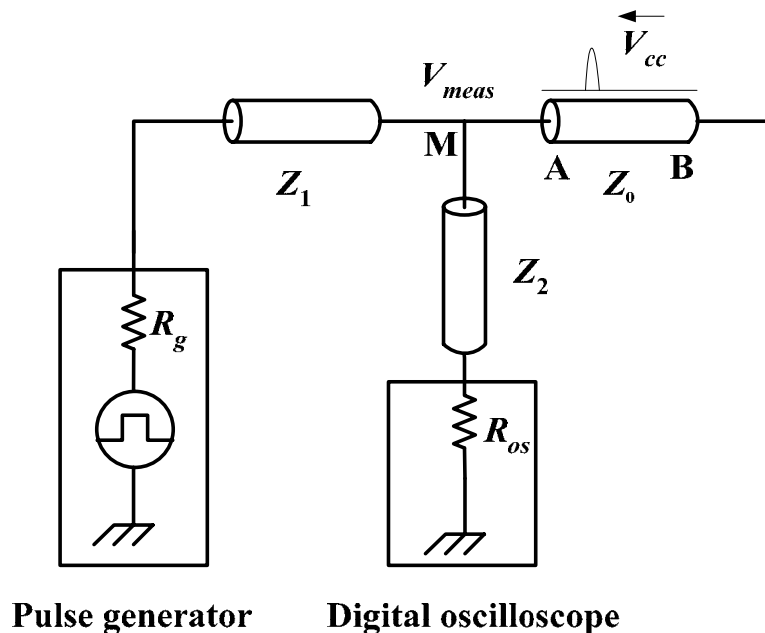 V_cc
V_meas
M
A
Z_0
B
Z_1
Z_2
R_g
R_os
Pulse generator
Digital oscilloscope